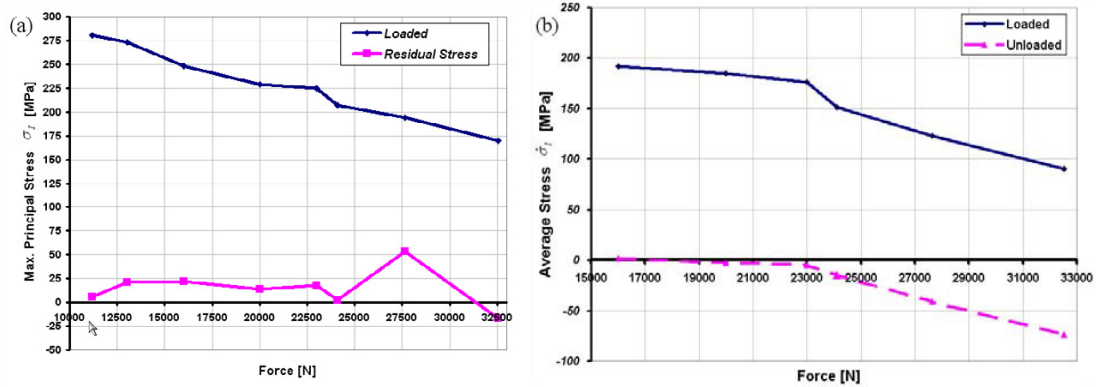 (a)
Max. Principal Stress σ_I [MPa]
300
275
250
225
200
175
150
125
100
75
50
25
0
-25
-50
10000 12500 15000 17500 20000 22500 25000 27500 30000 32500
Force [N]
Loaded
Residual Stress
(b)
Average Stress σ̂_I [MPa]
250
200
150
100
50
0
-50
-100
15000 17000 19000 21000 23000 25000 27000 29000 31000 33000
Force [N]
Loaded
Unloaded